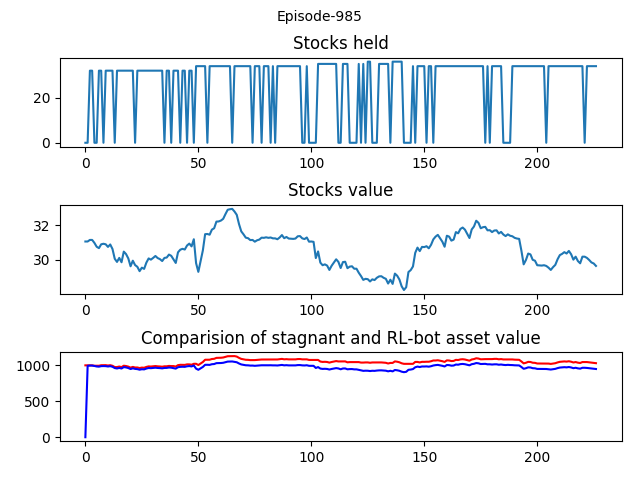 Episode-985
Stocks held
20
0
0 50 100 150 200
Stocks value
32
30
0 50 100 150 200
Comparision of stagnant and RL-bot asset value
1000
500
0
0 50 100 150 200